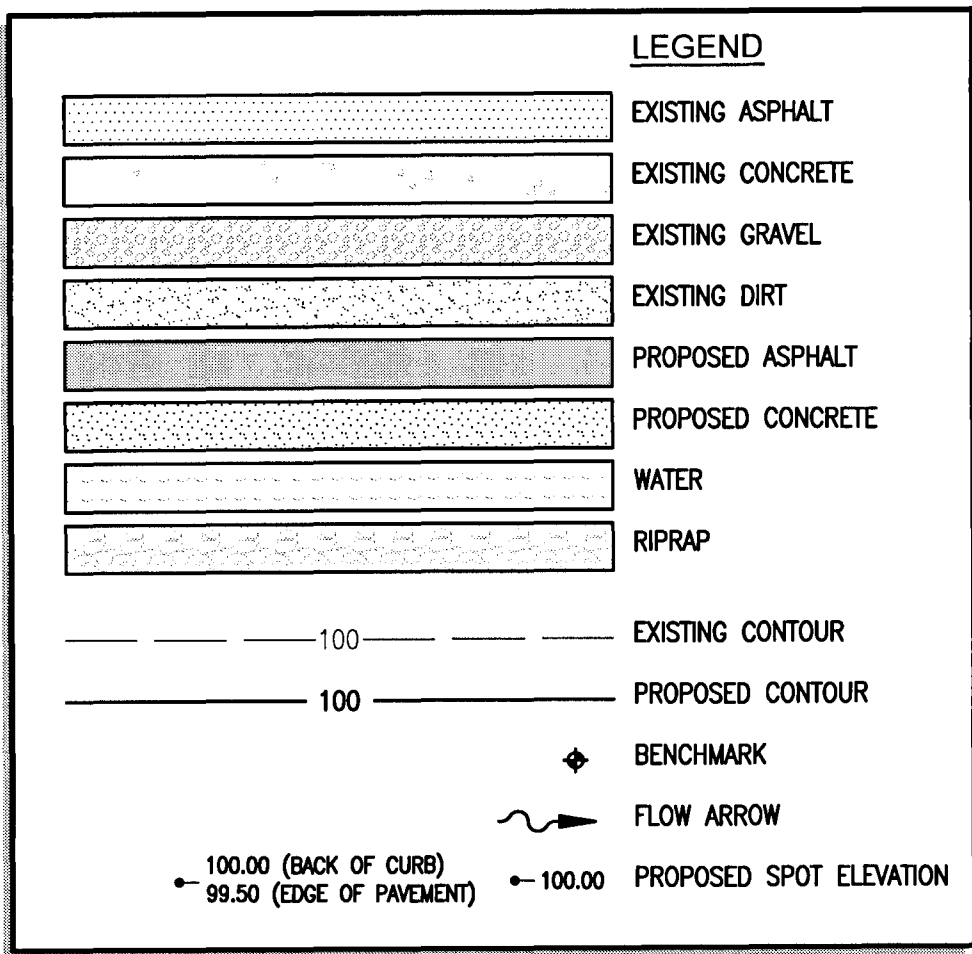 LEGEND
EXISTING ASPHALT
EXISTING CONCRETE
EXISTING GRAVEL
EXISTING DIRT
PROPOSED ASPHALT
PROPOSED CONCRETE
WATER
RIPRAP
100 EXISTING CONTOUR
100 PROPOSED CONTOUR
BENCHMARK
FLOW ARROW
100.00 (BACK OF CURB)
99.50 (EDGE OF PAVEMENT)
100.00 PROPOSED SPOT ELEVATION